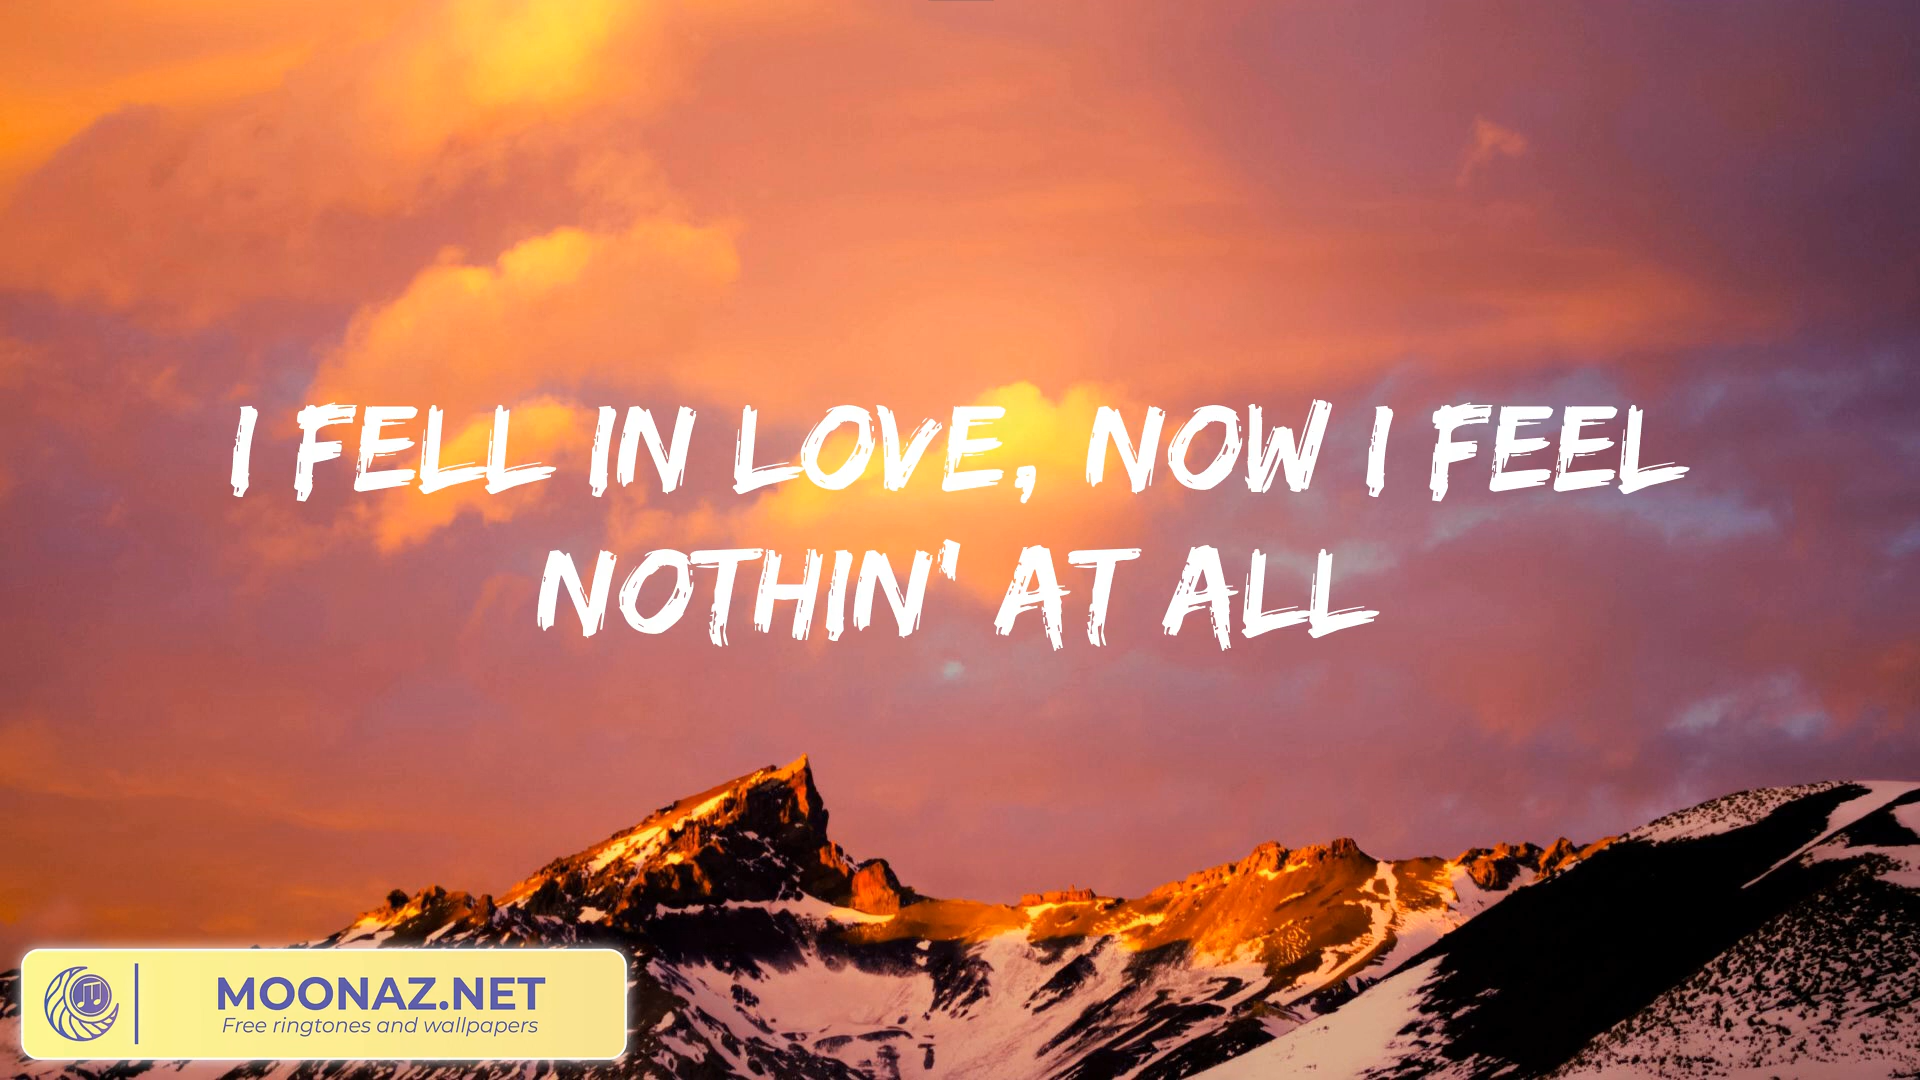 I FELL IN LOVE, NOW I FEEL
NOTHIN' AT ALL
MOONAZ.NET
Free ringtones and wallpapers